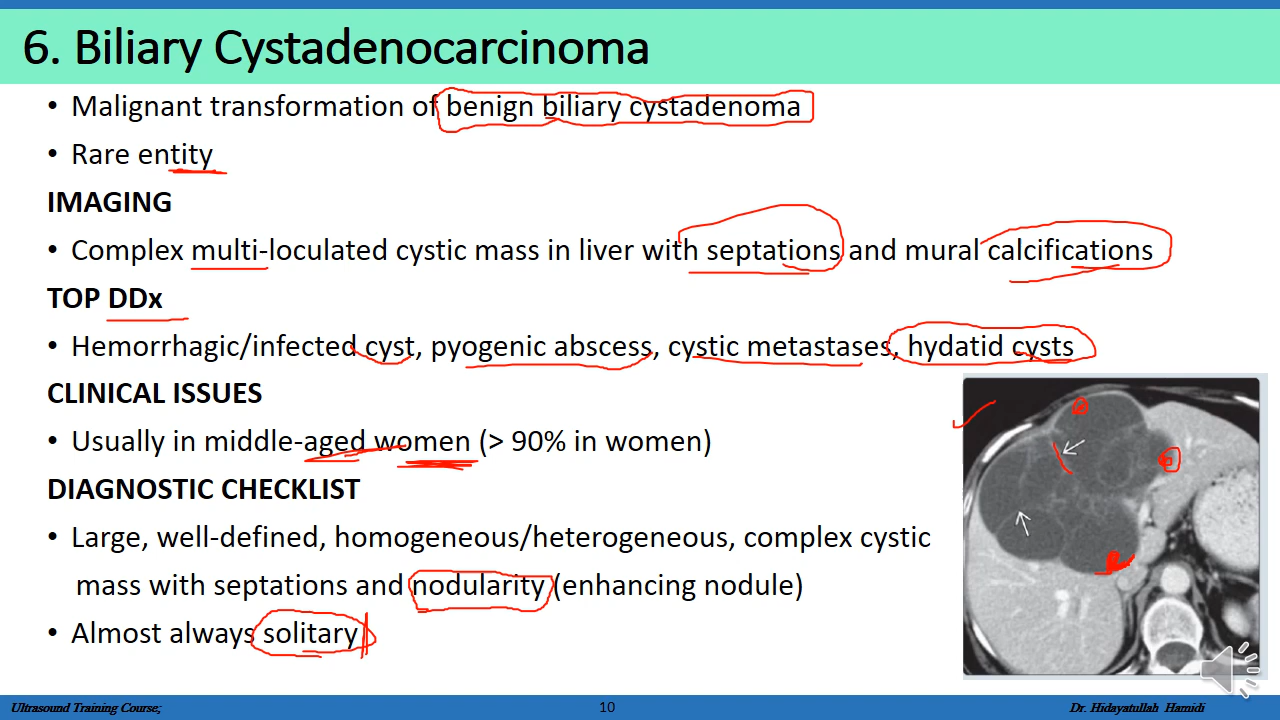 6. Biliary Cystadenocarcinoma
• Malignant transformation of benign biliary cystadenoma
• Rare entity
IMAGING
• Complex multi-loculated cystic mass in liver with septations and mural calcifications
TOP DDx
• Hemorrhagic/infected cyst, pyogenic abscess, cystic metastases, hydatid cysts
CLINICAL ISSUES
• Usually in middle-aged women (> 90% in women)
DIAGNOSTIC CHECKLIST
• Large, well-defined, homogeneous/heterogeneous, complex cystic
mass with septations and nodularity (enhancing nodule)
• Almost always solitary
Ultrasound Training Course;
10
Dr. Hidayatullah Hamidi